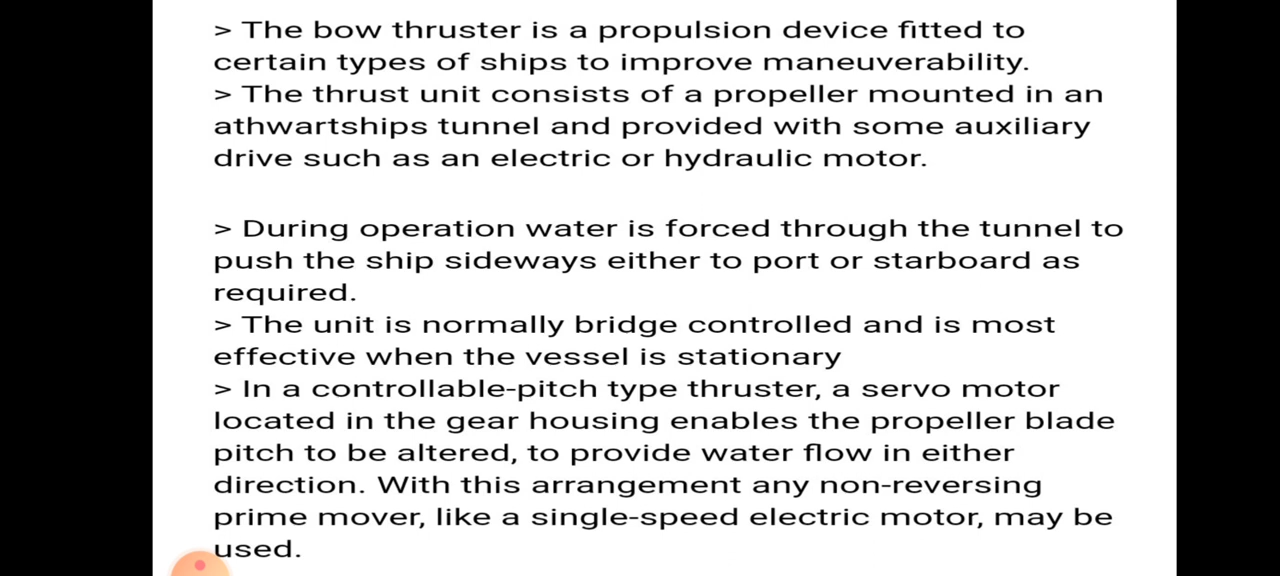 > The bow thruster is a propulsion device fitted to
certain types of ships to improve maneuverability.
> The thrust unit consists of a propeller mounted in an
athwartships tunnel and provided with some auxiliary
drive such as an electric or hydraulic motor.
> During operation water is forced through the tunnel to
push the ship sideways either to port or starboard as
required.
> The unit is normally bridge controlled and is most
effective when the vessel is stationary
> In a controllable-pitch type thruster, a servo motor
located in the gear housing enables the propeller blade
pitch to be altered, to provide water flow in either
direction. With this arrangement any non-reversing
prime mover, like a single-speed electric motor, may be
used.